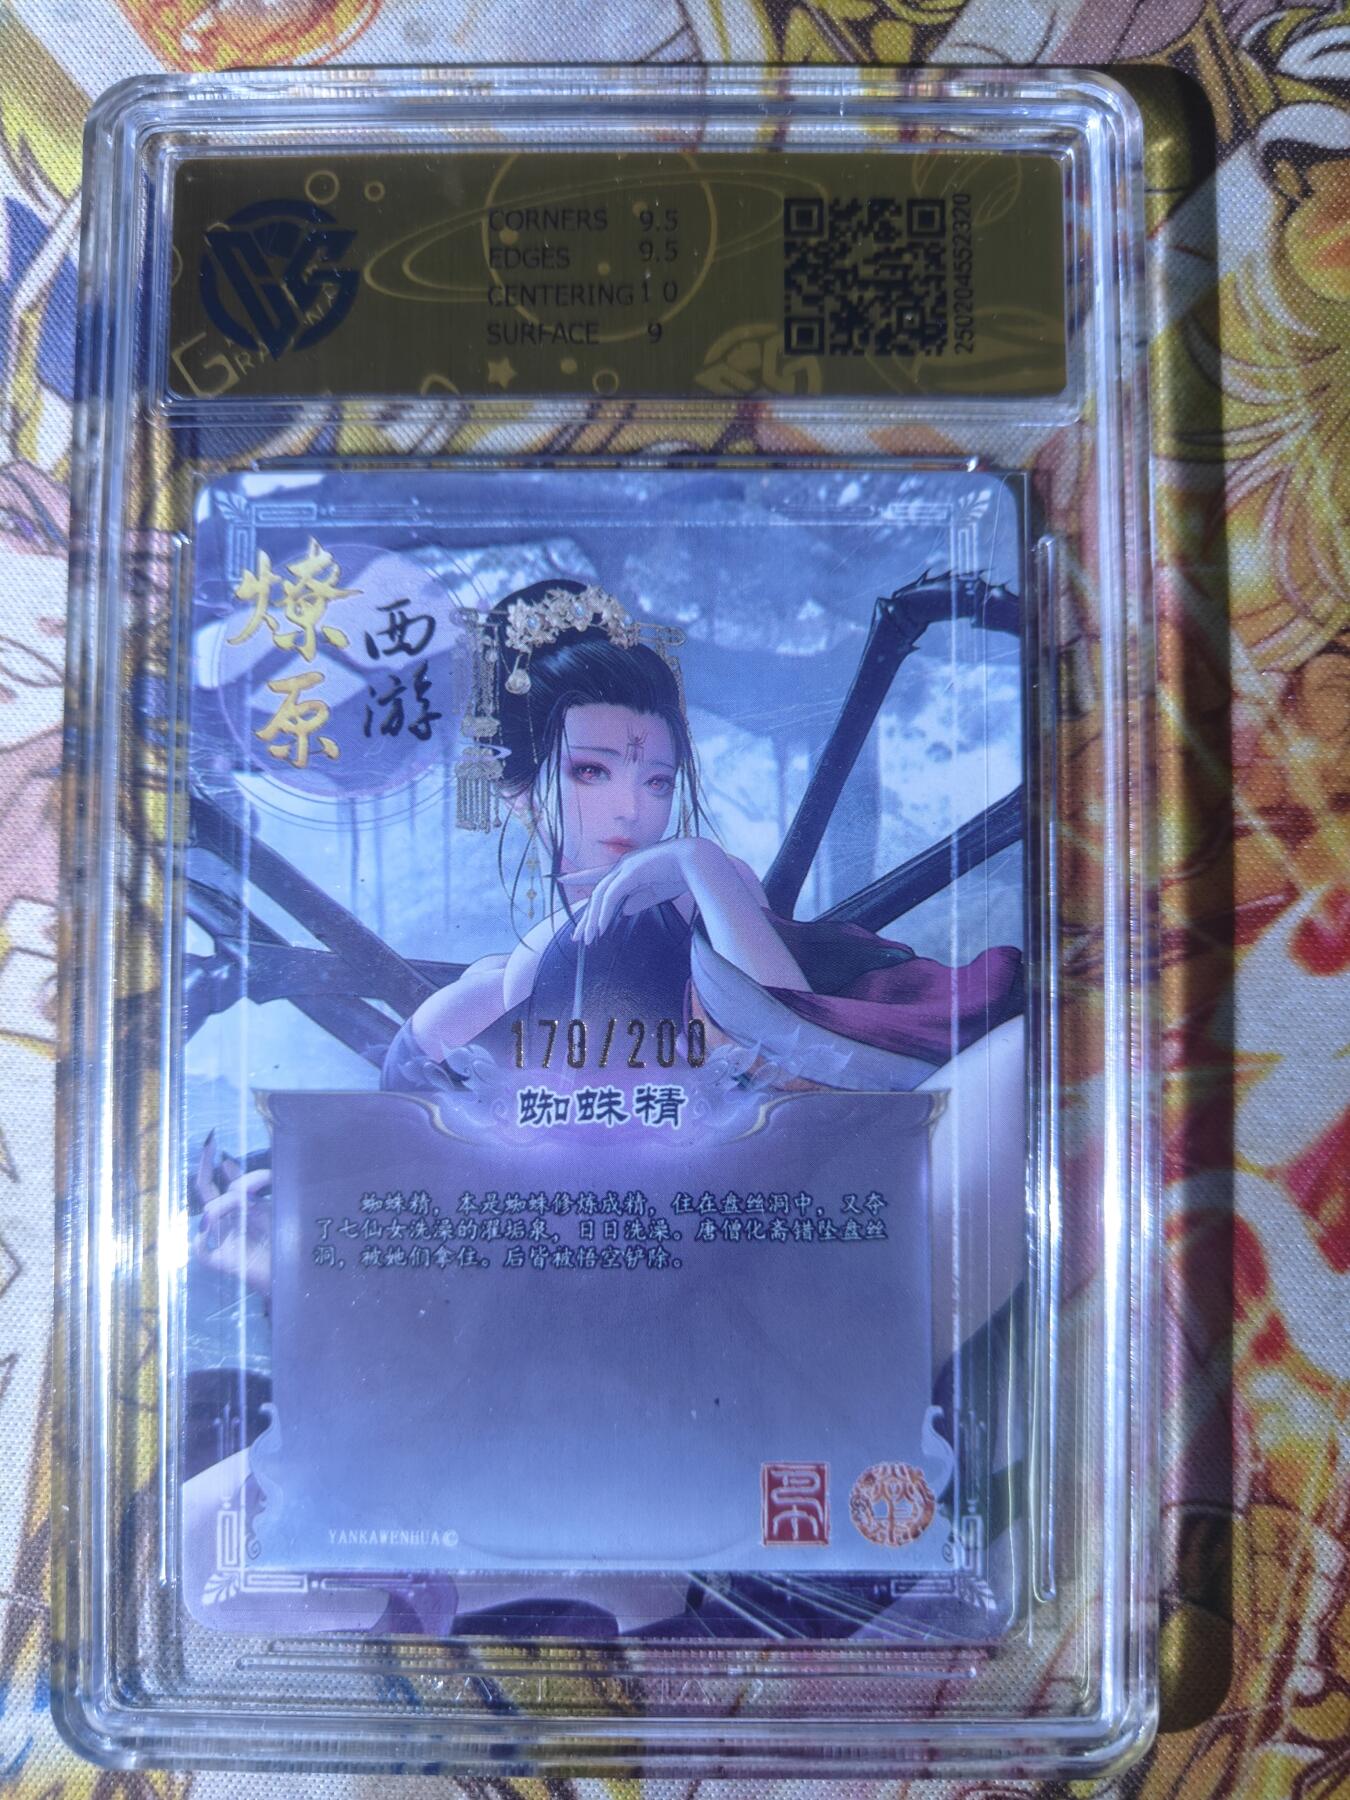 CORNERS 9.5
EDGES 9.5
CENTERING 10
SURFACE 9
2502204552320
燎原
西游
170/200
蜘蛛精
蜘蛛精，本是蜘蛛修炼成精，住在盘丝洞中，又夺
了七仙女洗澡的濯垢泉，日日洗澡。唐僧化斋错坠盘丝
洞，被她们拿住。后皆被悟空铲除。
YANKAWENHUA©